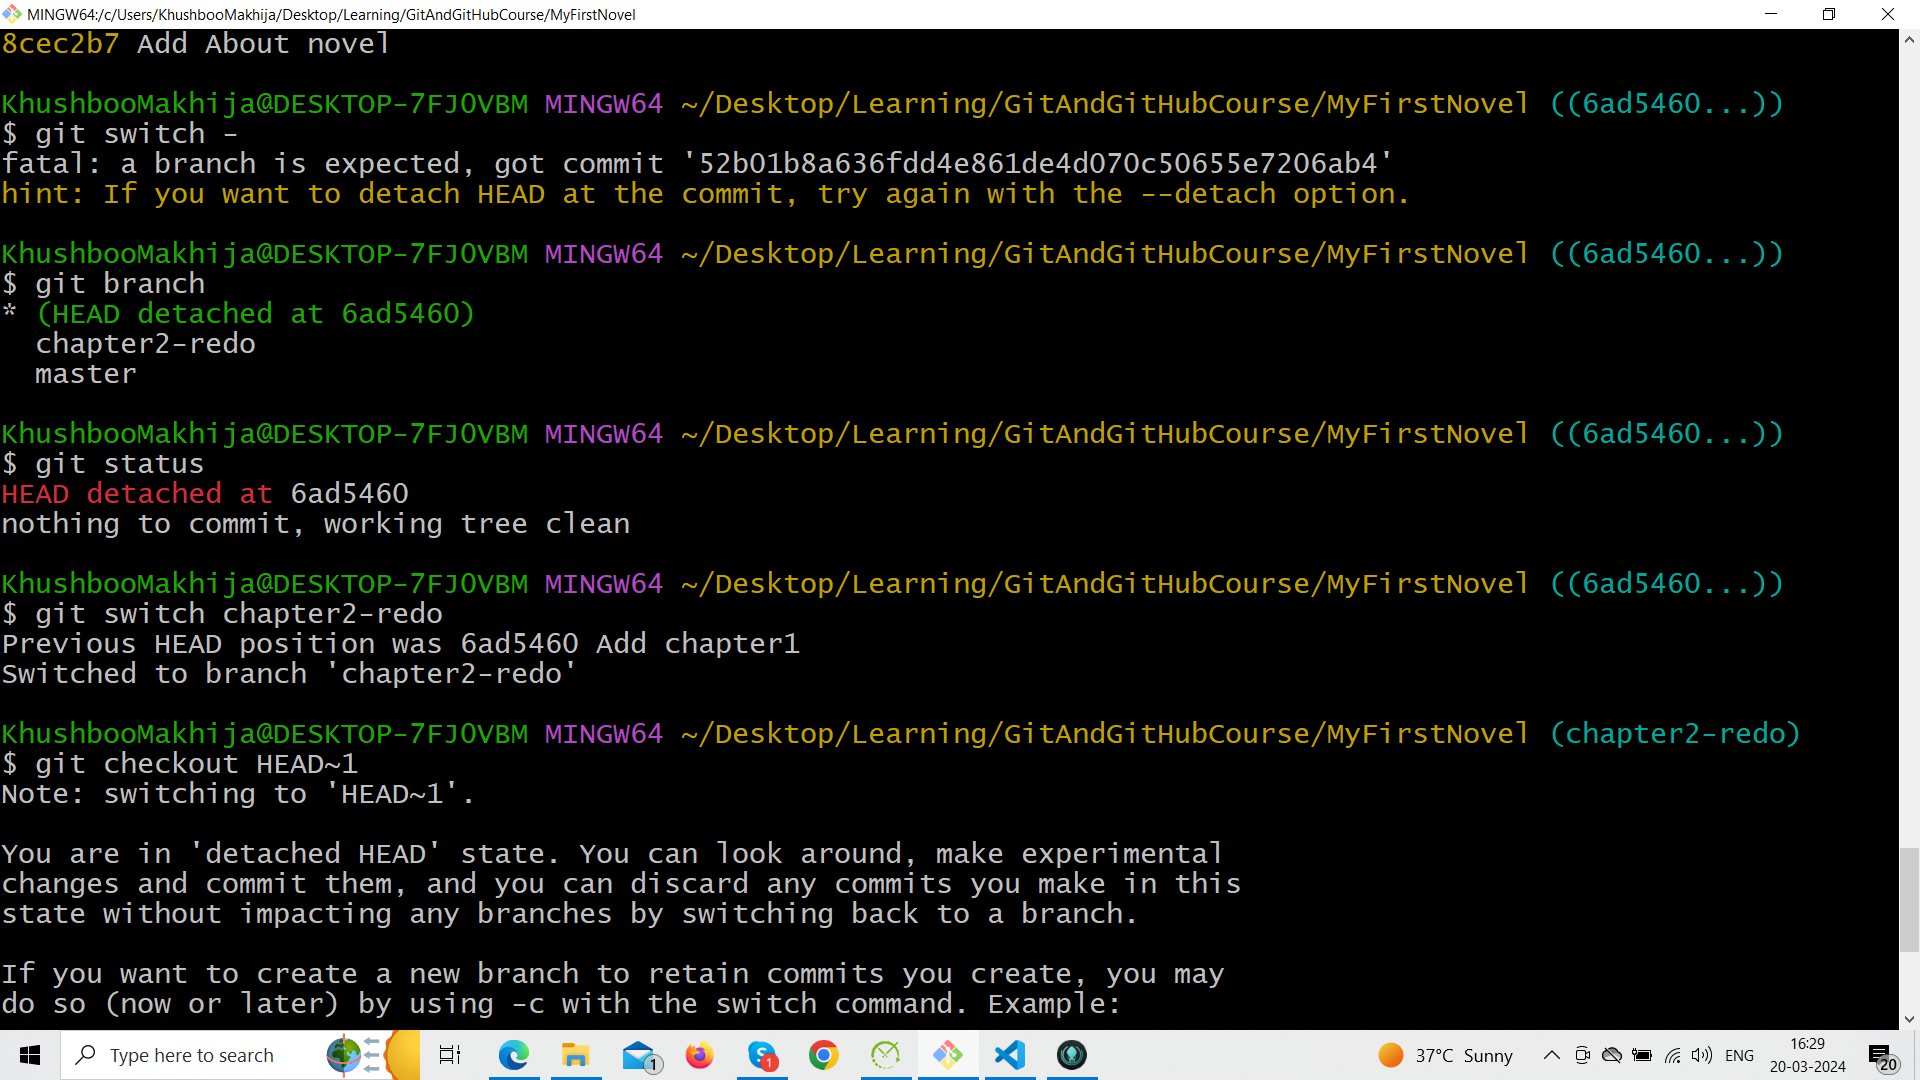 MINGW64:/c/Users/KhushbooMakhija/Desktop/Learning/GitAndGitHubCourse/MyFirstNovel
8cec2b7 Add About novel
KhushbooMakhija@DESKTOP-7FJ0VBM MINGW64 ~/Desktop/Learning/GitAndGitHubCourse/MyFirstNovel ((6ad5460...))
$ git switch -
fatal: a branch is expected, got commit '52b01b8a636fdd4e861de4d070c50655e7206ab4'
hint: If you want to detach HEAD at the commit, try again with the --detach option.
KhushbooMakhija@DESKTOP-7FJ0VBM MINGW64 ~/Desktop/Learning/GitAndGitHubCourse/MyFirstNovel ((6ad5460...))
$ git branch
* (HEAD detached at 6ad5460)
chapter2-redo
master
KhushbooMakhija@DESKTOP-7FJ0VBM MINGW64 ~/Desktop/Learning/GitAndGitHubCourse/MyFirstNovel ((6ad5460...))
$ git status
HEAD detached at 6ad5460
nothing to commit, working tree clean
KhushbooMakhija@DESKTOP-7FJ0VBM MINGW64 ~/Desktop/Learning/GitAndGitHubCourse/MyFirstNovel ((6ad5460...))
$ git switch chapter2-redo
Previous HEAD position was 6ad5460 Add chapter1
Switched to branch 'chapter2-redo'
KhushbooMakhija@DESKTOP-7FJ0VBM MINGW64 ~/Desktop/Learning/GitAndGitHubCourse/MyFirstNovel (chapter2-redo)
$ git checkout HEAD~1
Note: switching to 'HEAD~1'.
You are in 'detached HEAD' state. You can look around, make experimental
changes and commit them, and you can discard any commits you make in this
state without impacting any branches by switching back to a branch.
If you want to create a new branch to retain commits you create, you may
do so (now or later) by using -c with the switch command. Example:
Type here to search
1
1
37°C Sunny
ENG
16:29
20-03-2024
20